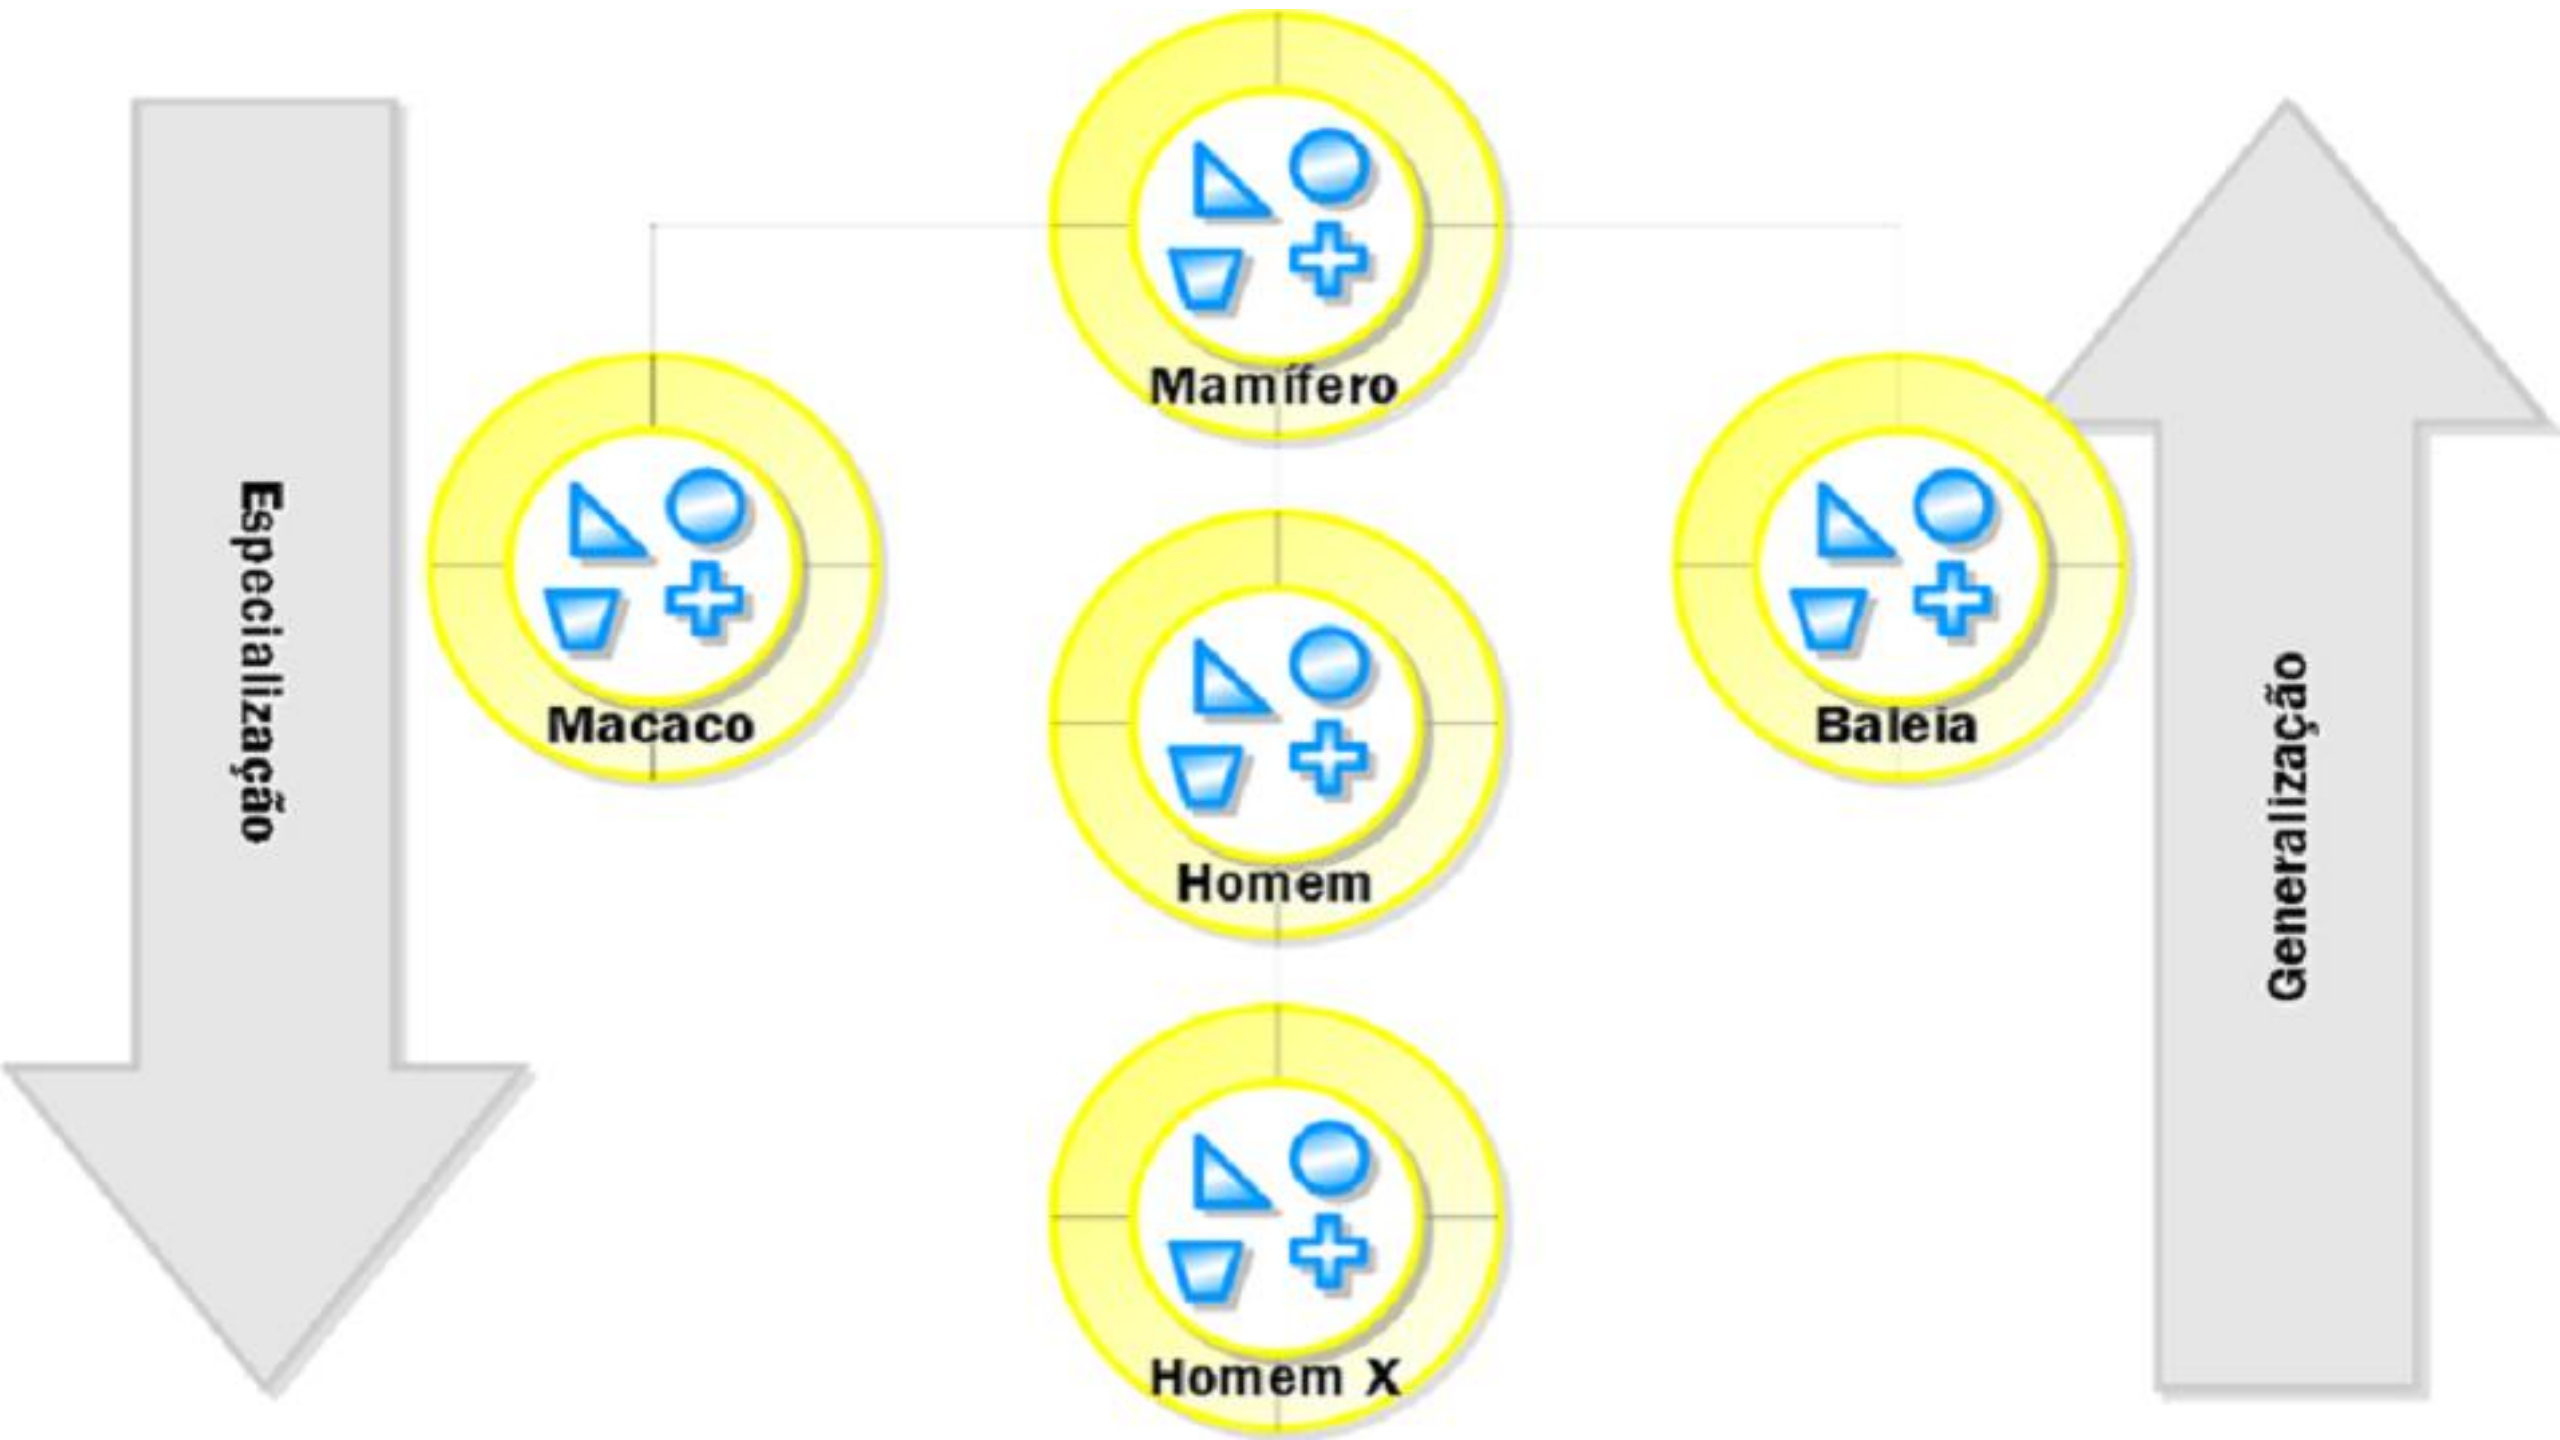 Mamífero
Especialização
Macaco
Baleia
Homem
Generalização
Homem X